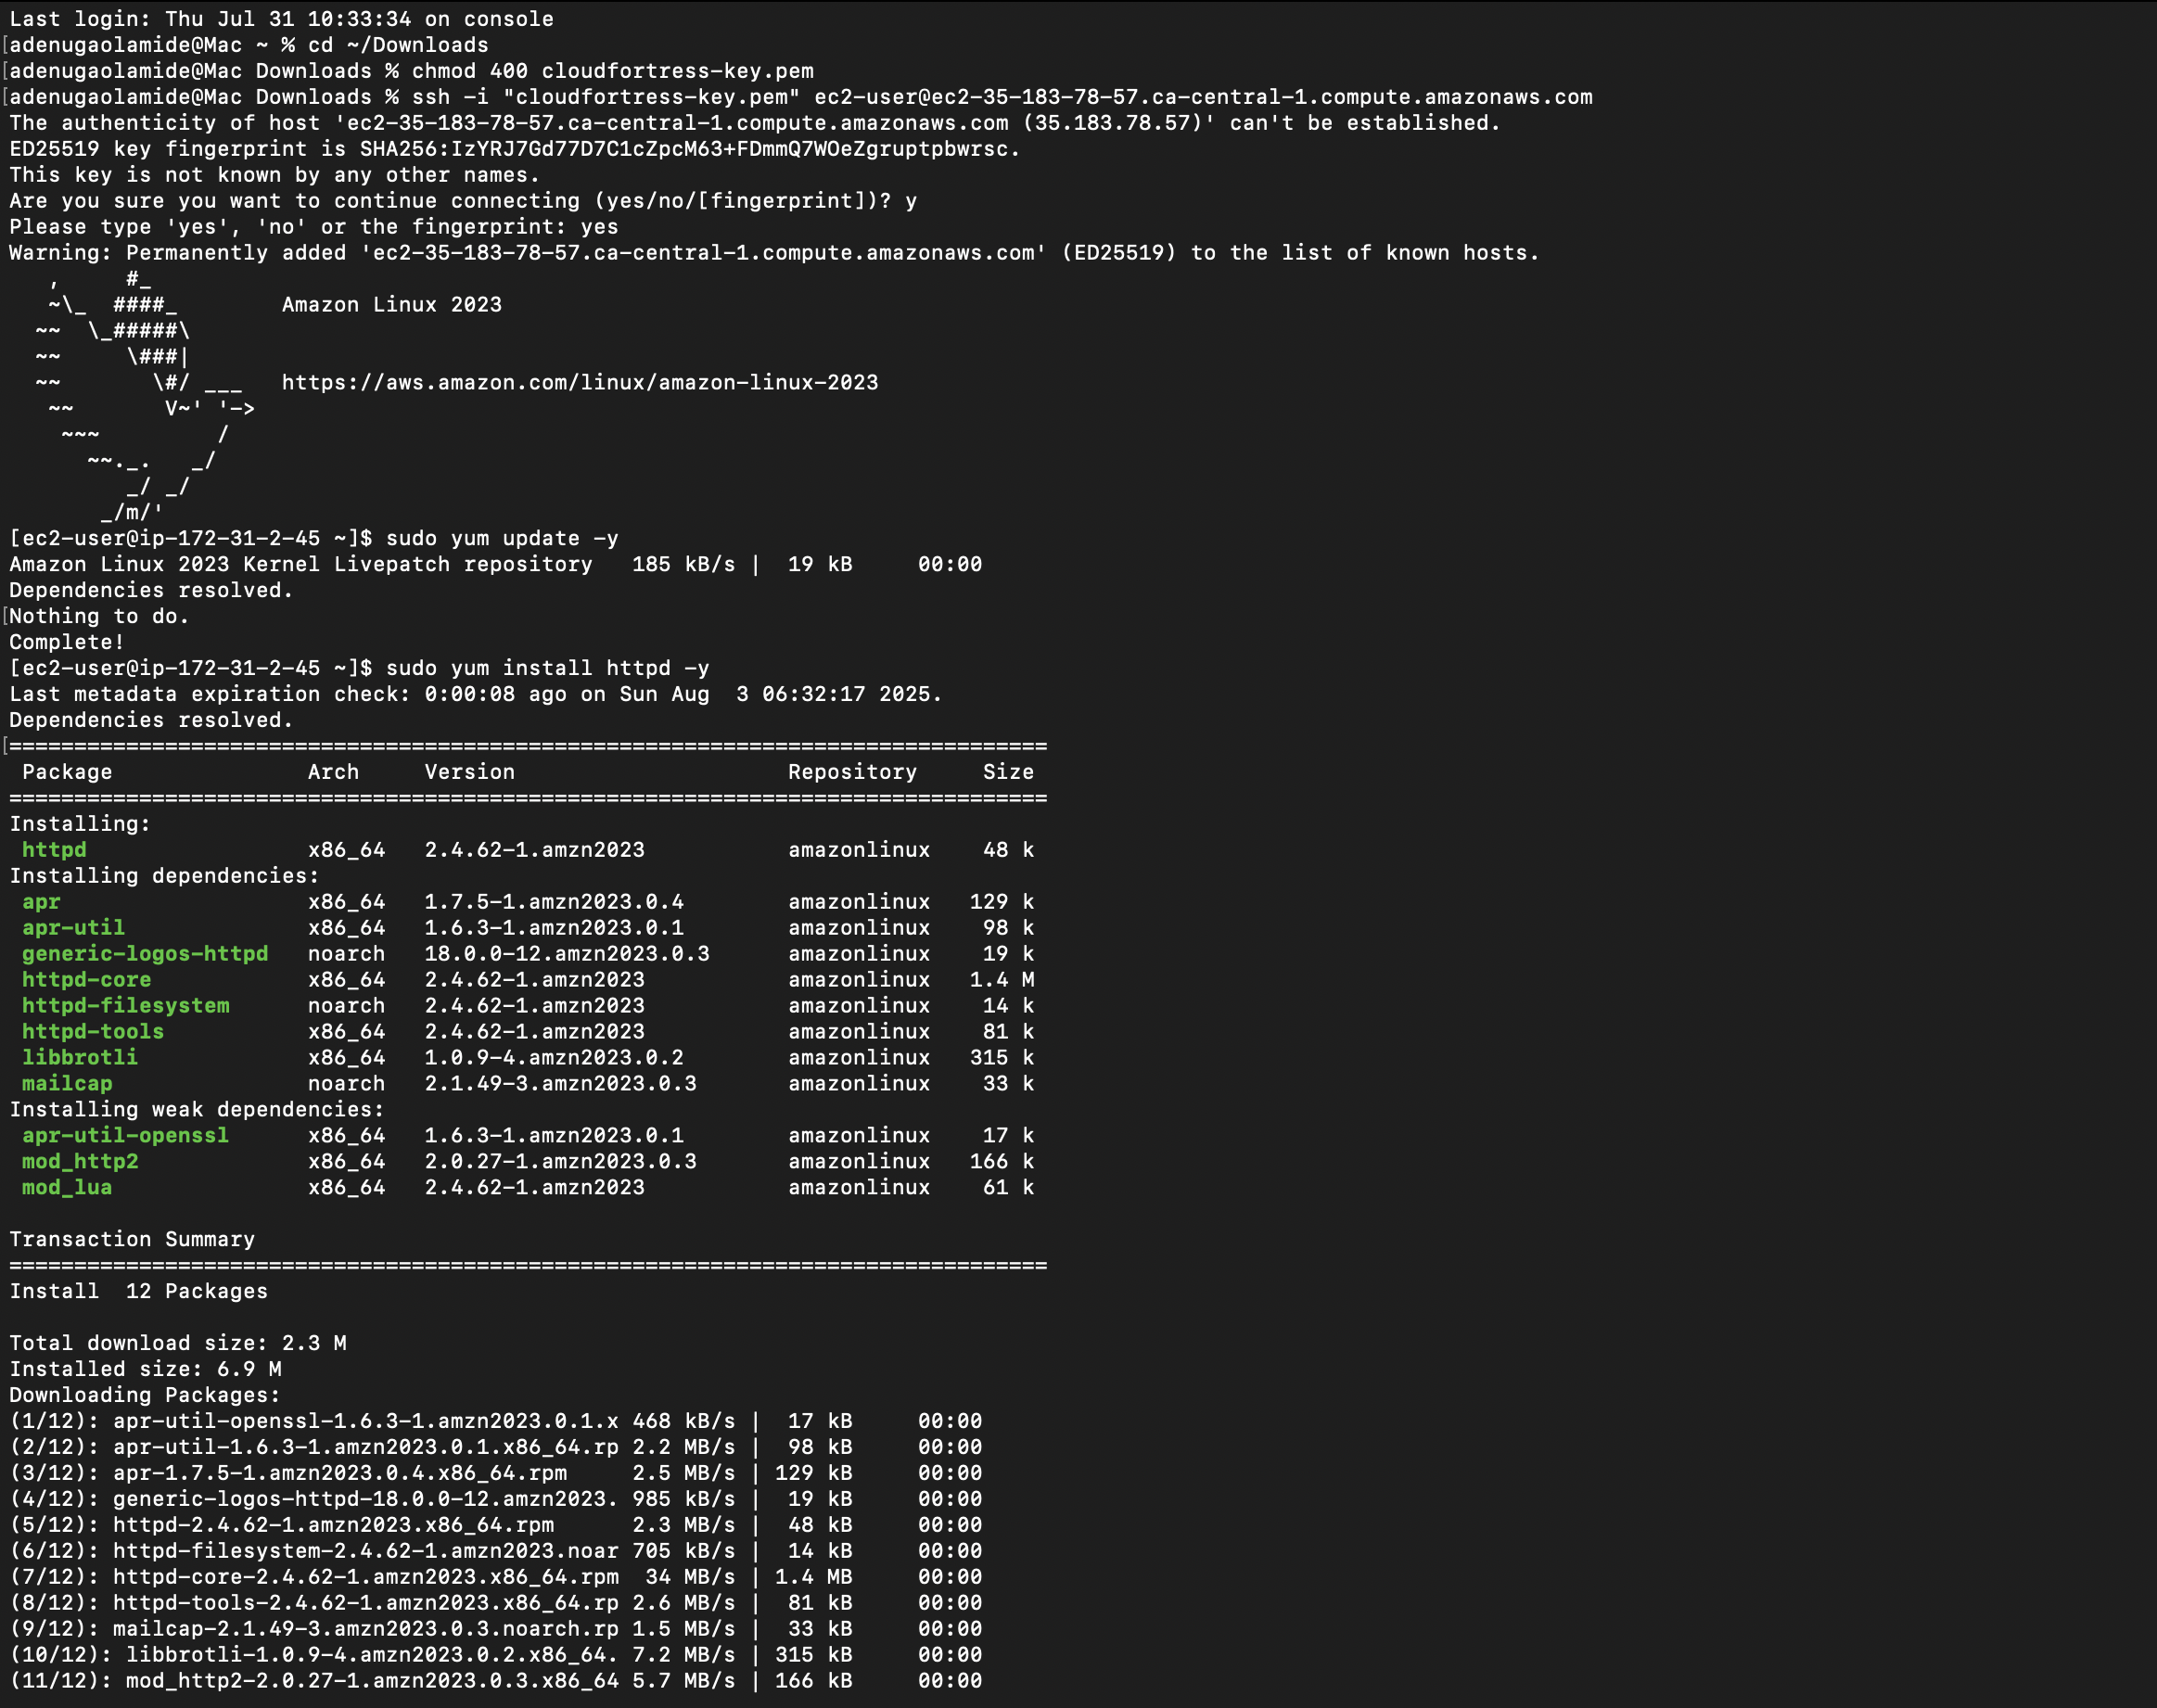 Last login: Thu Jul 31 10:33:34 on console
[adenugaolamide@Mac ~ % cd ~/Downloads
[adenugaolamide@Mac Downloads % chmod 400 cloudfortress-key.pem
[adenugaolamide@Mac Downloads % ssh -i "cloudfortress-key.pem" ec2-user@ec2-35-183-78-57.ca-central-1.compute.amazonaws.com
The authenticity of host 'ec2-35-183-78-57.ca-central-1.compute.amazonaws.com (35.183.78.57)' can't be established.
ED25519 key fingerprint is SHA256:IzYRJ7Gd77D7C1cZpcM63+FDmmQ7WOeZgruptpbwrsc.
This key is not known by any other names.
Are you sure you want to continue connecting (yes/no/[fingerprint])? y
Please type 'yes', 'no' or the fingerprint: yes
Warning: Permanently added 'ec2-35-183-78-57.ca-central-1.compute.amazonaws.com' (ED25519) to the list of known hosts.
   ,     #_
   ~\_  ####_        Amazon Linux 2023
  ~~  \_#####\
  ~~     \###|
  ~~       \#/ ___   https://aws.amazon.com/linux/amazon-linux-2023
   ~~       V~' '->
    ~~~         /
      ~~._.   _/
         _/ _/
       _/m/'
[ec2-user@ip-172-31-2-45 ~]$ sudo yum update -y
Amazon Linux 2023 Kernel Livepatch repository   185 kB/s |  19 kB     00:00
Dependencies resolved.
[Nothing to do.
Complete!
[ec2-user@ip-172-31-2-45 ~]$ sudo yum install httpd -y
Last metadata expiration check: 0:00:08 ago on Sun Aug  3 06:32:17 2025.
Dependencies resolved.
[================================================================================
 Package               Arch     Version                     Repository     Size
================================================================================
Installing:
 httpd                 x86_64   2.4.62-1.amzn2023           amazonlinux    48 k
Installing dependencies:
 apr                   x86_64   1.7.5-1.amzn2023.0.4        amazonlinux   129 k
 apr-util              x86_64   1.6.3-1.amzn2023.0.1        amazonlinux    98 k
 generic-logos-httpd   noarch   18.0.0-12.amzn2023.0.3      amazonlinux    19 k
 httpd-core            x86_64   2.4.62-1.amzn2023           amazonlinux   1.4 M
 httpd-filesystem      noarch   2.4.62-1.amzn2023           amazonlinux    14 k
 httpd-tools           x86_64   2.4.62-1.amzn2023           amazonlinux    81 k
 libbrotli             x86_64   1.0.9-4.amzn2023.0.2        amazonlinux   315 k
 mailcap               noarch   2.1.49-3.amzn2023.0.3       amazonlinux    33 k
Installing weak dependencies:
 apr-util-openssl      x86_64   1.6.3-1.amzn2023.0.1        amazonlinux    17 k
 mod_http2             x86_64   2.0.27-1.amzn2023.0.3       amazonlinux   166 k
 mod_lua               x86_64   2.4.62-1.amzn2023           amazonlinux    61 k

Transaction Summary
================================================================================
Install  12 Packages

Total download size: 2.3 M
Installed size: 6.9 M
Downloading Packages:
(1/12): apr-util-openssl-1.6.3-1.amzn2023.0.1.x 468 kB/s |  17 kB     00:00
(2/12): apr-util-1.6.3-1.amzn2023.0.1.x86_64.rp 2.2 MB/s |  98 kB     00:00
(3/12): apr-1.7.5-1.amzn2023.0.4.x86_64.rpm     2.5 MB/s | 129 kB     00:00
(4/12): generic-logos-httpd-18.0.0-12.amzn2023. 985 kB/s |  19 kB     00:00
(5/12): httpd-2.4.62-1.amzn2023.x86_64.rpm      2.3 MB/s |  48 kB     00:00
(6/12): httpd-filesystem-2.4.62-1.amzn2023.noar 705 kB/s |  14 kB     00:00
(7/12): httpd-core-2.4.62-1.amzn2023.x86_64.rpm  34 MB/s | 1.4 MB     00:00
(8/12): httpd-tools-2.4.62-1.amzn2023.x86_64.rp 2.6 MB/s |  81 kB     00:00
(9/12): mailcap-2.1.49-3.amzn2023.0.3.noarch.rp 1.5 MB/s |  33 kB     00:00
(10/12): libbrotli-1.0.9-4.amzn2023.0.2.x86_64. 7.2 MB/s | 315 kB     00:00
(11/12): mod_http2-2.0.27-1.amzn2023.0.3.x86_64 5.7 MB/s | 166 kB     00:00